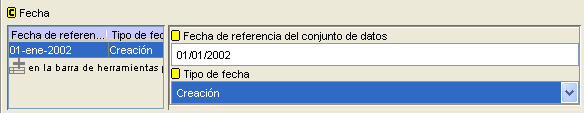 C Fecha
Fecha de referen... Tipo de fec
01-ene-2002 Creación
en la barra de herramientas
Fecha de referencia del conjunto de datos
01/01/2002
Tipo de fecha
Creación